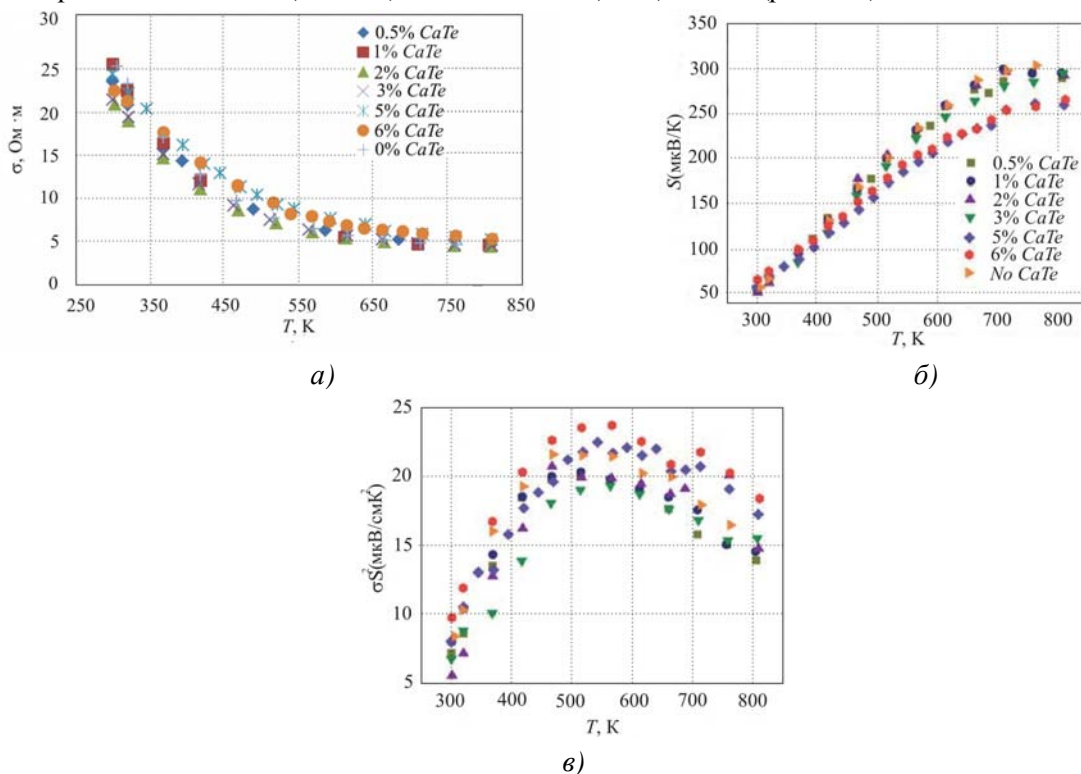 30
25
20
15
10
5
0
σ, Ом ·м
250 350 450 550 650 750 850
T, К
0.5% CaTe
1% CaTe
2% CaTe
3% CaTe
5% CaTe
6% CaTe
0% CaTe
а)
350
300
250
200
150
100
50
S(мкВ/К)
300 400 500 600 700 800
T, К
0.5% CaTe
1% CaTe
2% CaTe
3% CaTe
5% CaTe
6% CaTe
No CaTe
б)
25
20
15
10
5
σS²(мкВ/смК²)
300 400 500 600 700 800
T, К
в)